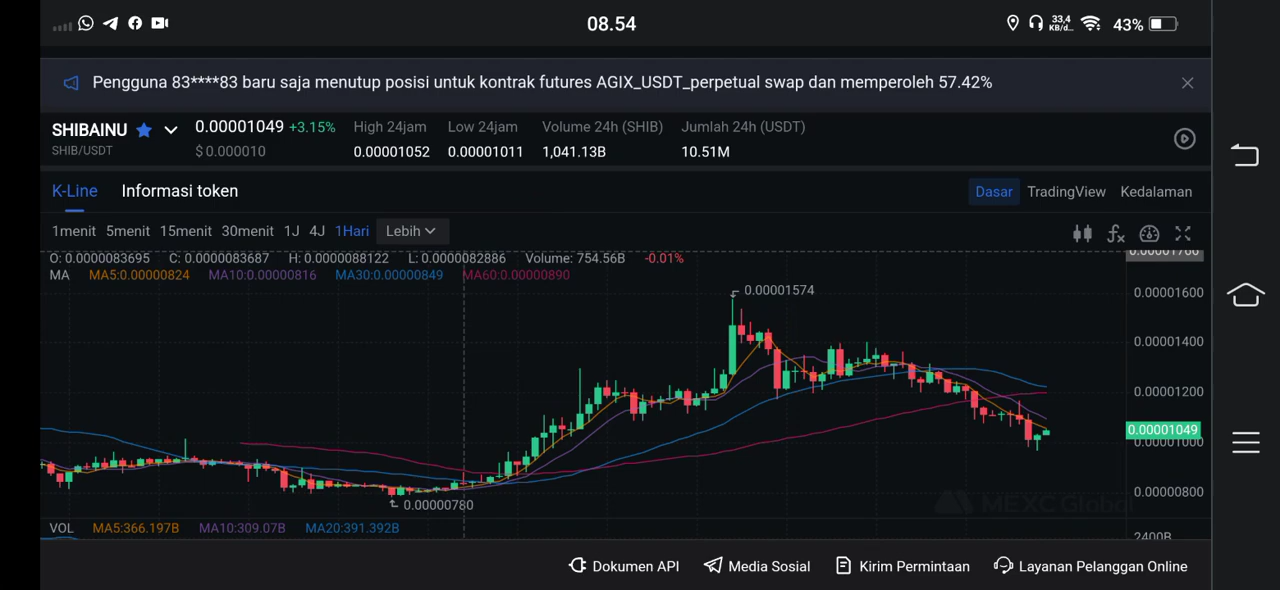 08.54
33,4
KB/d...
43%
Pengguna 83****83 baru saja menutup posisi untuk kontrak futures AGIX_USDT_perpetual swap dan memperoleh 57.42%
SHIBAINU 0.00001049 +3.15% High 24jam Low 24jam Volume 24h (SHIB) Jumlah 24h (USDT)
SHIB/USDT $ 0.000010 0.00001052 0.00001011 1,041.13B 10.51M
K-Line Informasi token Dasar TradingView Kedalaman
1menit 5menit 15menit 30menit 1J 4J 1Hari Lebih
O: 0.0000083695 C: 0.0000083687 H: 0.0000088122 L: 0.0000082886 Volume: 754.56B -0.01%
MA MA5:0.00000824 MA10:0.00000816 MA30:0.00000849 MA60:0.00000890
0.00001574
0.00001600
0.00001400
0.00001200
0.00001049
0.00001000
0.00000780
0.00000800
MEXC Global
VOL MA5:366.197B MA10:309.07B MA20:391.392B
2400B
Dokumen API Media Sosial Kirim Permintaan Layanan Pelanggan Online